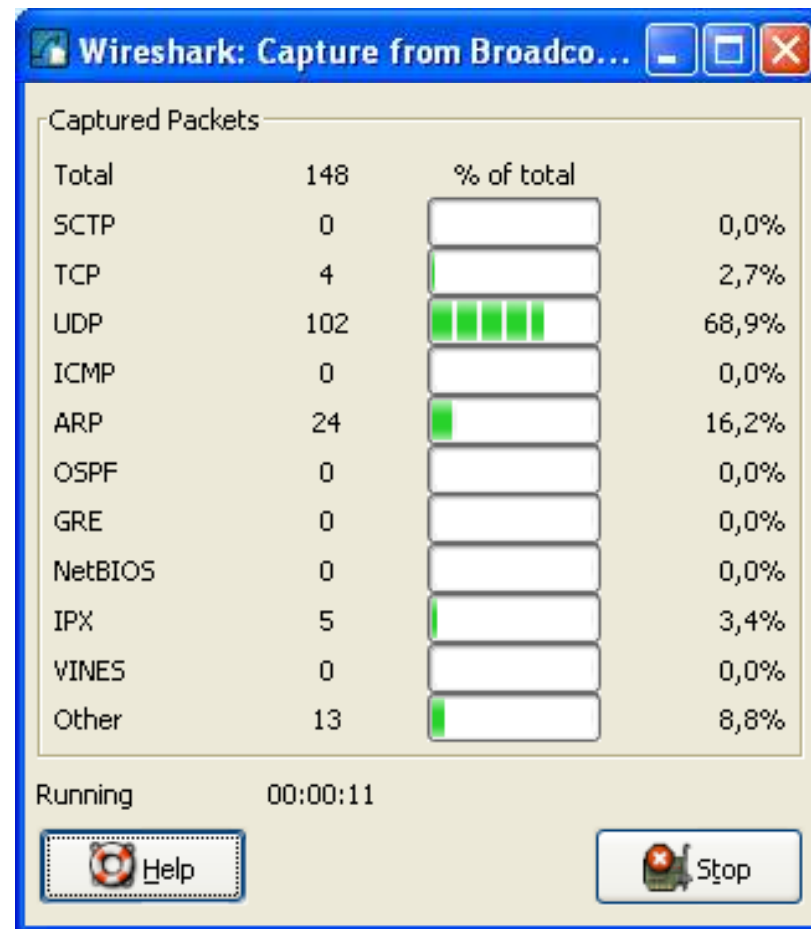 Wireshark: Capture from Broadco...
Captured Packets
Total 148 % of total
SCTP 0 0,0%
TCP 4 2,7%
UDP 102 68,9%
ICMP 0 0,0%
ARP 24 16,2%
OSPF 0 0,0%
GRE 0 0,0%
NetBIOS 0 0,0%
IPX 5 3,4%
VINES 0 0,0%
Other 13 8,8%
Running 00:00:11
Help Stop